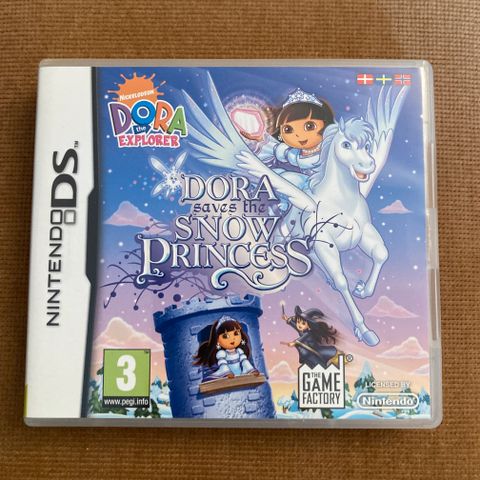 NINTENDO DS™
NICKELODEON
DORA
the
EXPLORER
DORA
saves the
SNOW
PRINCESS
3
www.pegi.info
THE
GAME
FACTORY
®
LICENSED BY
Nintendo